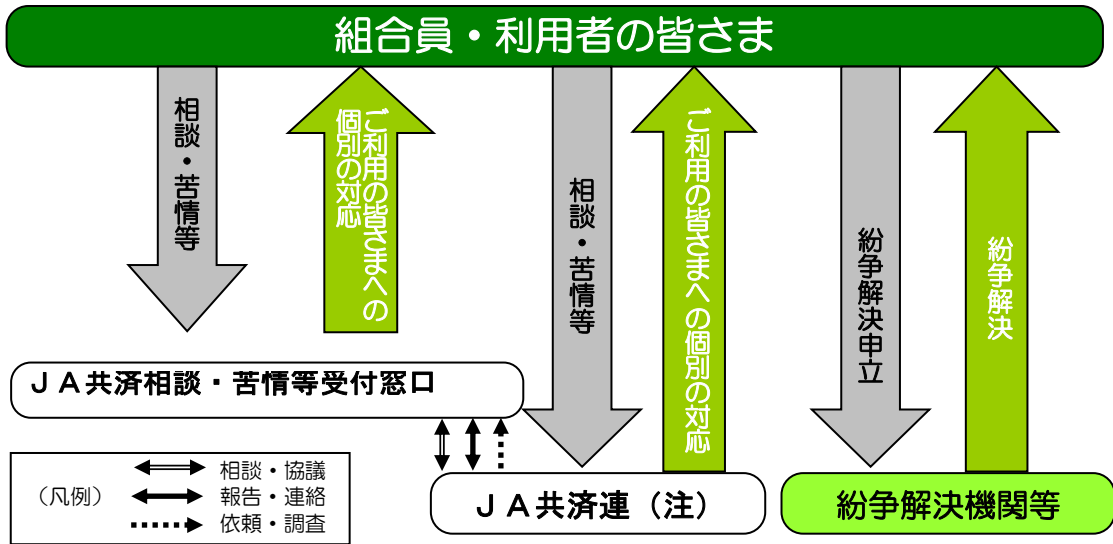 組合員・利用者の皆さま
相談・苦情等
ご利用の皆さまへの
個別の対応
相談・苦情等
ご利用の皆さまへの個別の対応
紛争解決申立
紛争解決
ＪＡ共済相談・苦情等受付窓口
（凡例）
相談・協議
報告・連絡
依頼・調査
ＪＡ共済連（注）
紛争解決機関等